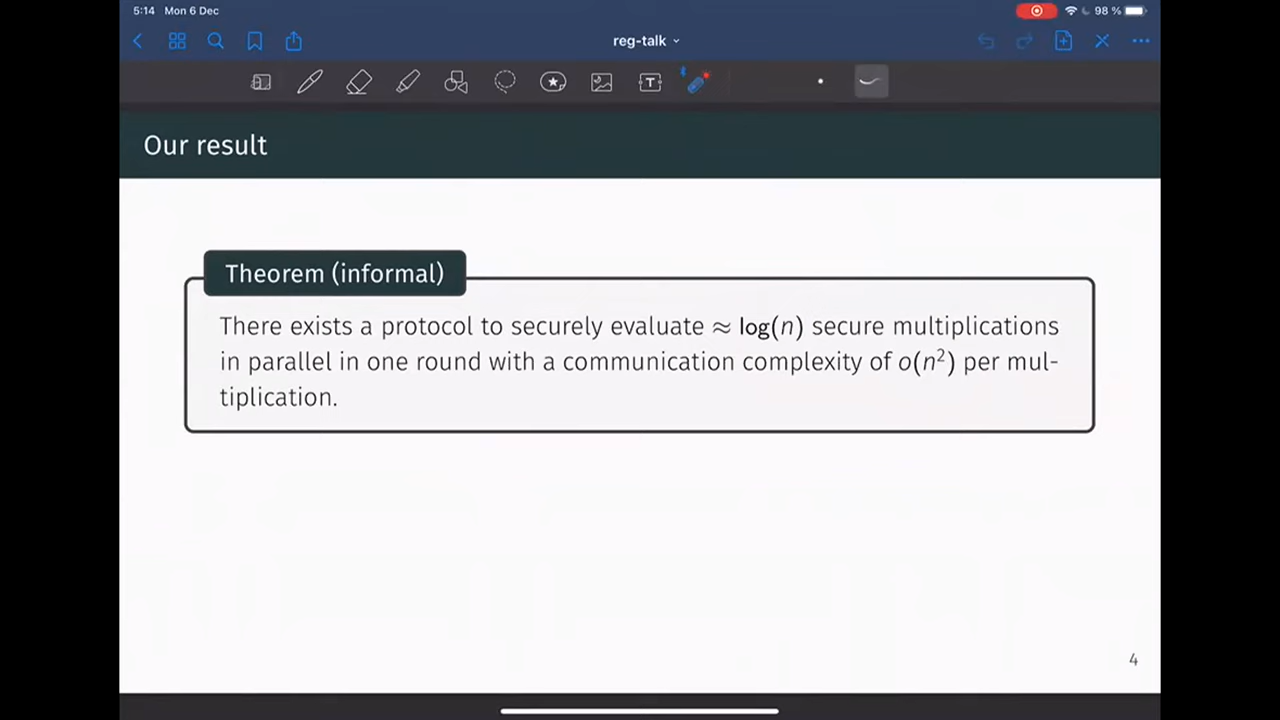 5:14 Mon 6 Dec 98 %
reg-talk
T
Our result
Theorem (informal)
There exists a protocol to securely evaluate ≈ log(n) secure multiplications
in parallel in one round with a communication complexity of o(n²) per mul-
tiplication.
4